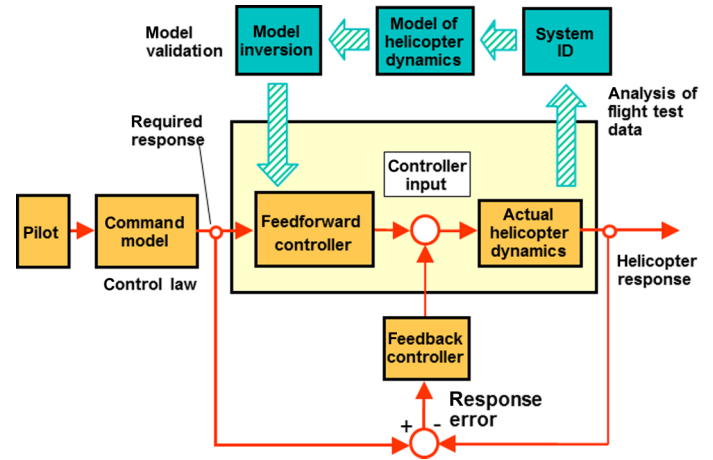 Model
validation
Model
inversion
Model of
helicopter
dynamics
System
ID
Analysis of
flight test
data
Required
response
Controller
input
Pilot
Command
model
Control law
Feedforward
controller
Actual
helicopter
dynamics
Helicopter
response
Feedback
controller
Response
error
+
-